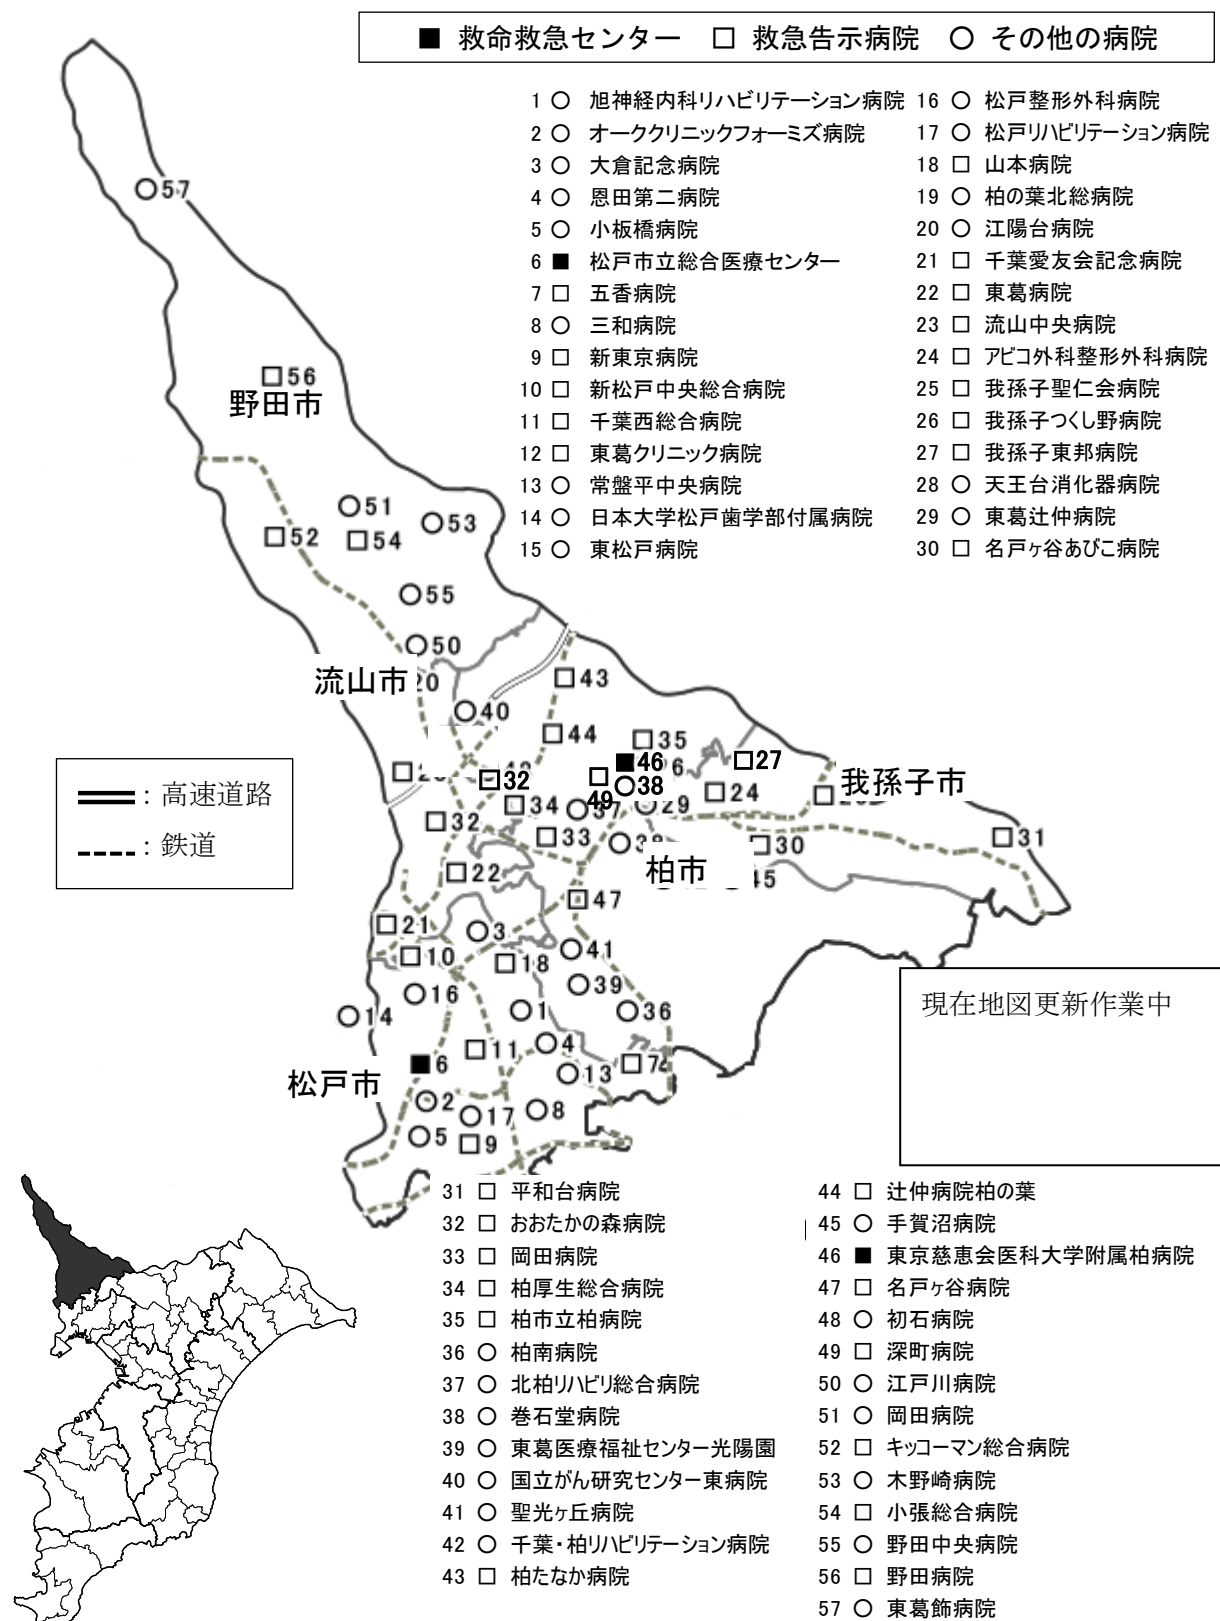 ■ 救命救急センター □ 救急告示病院 ○ その他の病院
1 ○ 旭神経内科リハビリテーション病院
2 ○ オーククリニックフォーミズ病院
3 ○ 大倉記念病院
4 ○ 恩田第二病院
5 ○ 小板橋病院
6 ■ 松戸市立総合医療センター
7 □ 五香病院
8 ○ 三和病院
9 □ 新東京病院
10 □ 新松戸中央総合病院
11 □ 千葉西総合病院
12 □ 東葛クリニック病院
13 ○ 常盤平中央病院
14 ○ 日本大学松戸歯学部付属病院
15 ○ 東松戸病院
16 ○ 松戸整形外科病院
17 ○ 松戸リハビリテーション病院
18 □ 山本病院
19 ○ 柏の葉北総病院
20 ○ 江陽台病院
21 □ 千葉愛友会記念病院
22 □ 東葛病院
23 □ 流山中央病院
24 □ アビコ外科整形外科病院
25 □ 我孫子聖仁会病院
26 □ 我孫子つくし野病院
27 □ 我孫子東邦病院
28 ○ 天王台消化器病院
29 ○ 東葛辻仲病院
30 □ 名戸ヶ谷あびこ病院
○57
□56
野田市
○51
○53
□52
□54
○55
○50
流山市
20
□43
○40
□44
□35
■46
□27
□32
○38
□49
我孫子市
□24
□34
○37
○29
□32
□33
□30
□31
柏市
45
□22
□47
□21
○3
○41
□10
□18
○39
○16
○14
○1
○36
○4
□11
■6
○13
□7
松戸市
○2
○17
○8
○5
□9
：高速道路
：鉄道
現在地図更新作業中
31 □ 平和台病院
32 □ おおたかの森病院
33 □ 岡田病院
34 □ 柏厚生総合病院
35 □ 柏市立柏病院
36 ○ 柏南病院
37 ○ 北柏リハビリ総合病院
38 ○ 巻石堂病院
39 ○ 東葛医療福祉センター光陽園
40 ○ 国立がん研究センター東病院
41 ○ 聖光ヶ丘病院
42 ○ 千葉・柏リハビリテーション病院
43 □ 柏たなか病院
44 □ 辻仲病院柏の葉
45 ○ 手賀沼病院
46 ■ 東京慈恵会医科大学附属柏病院
47 □ 名戸ヶ谷病院
48 ○ 初石病院
49 □ 深町病院
50 ○ 江戸川病院
51 ○ 岡田病院
52 □ キッコーマン総合病院
53 ○ 木野崎病院
54 □ 小張総合病院
55 ○ 野田中央病院
56 □ 野田病院
57 ○ 東葛飾病院